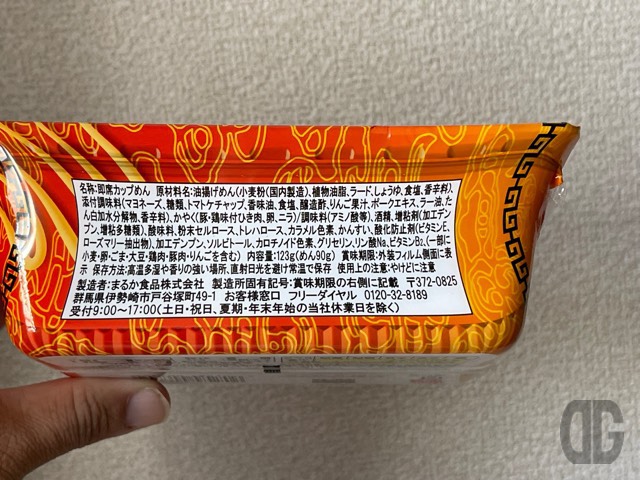 名称:即席カップめん 原材料名:油揚げめん(小麦粉(国内製造)、植物油脂、ラード、しょうゆ、食塩、香辛料)、
添付調味料(マヨネーズ、糖類、トマトケチャップ、香味油、食塩、醸造酢、りんご果汁、ポークエキス、ラー油、た
ん白加水分解物、香辛料)、かやく(豚・鶏味付ひき肉、卵、ニラ)/調味料(アミノ酸等)、酒精、増粘剤(加工デン
プン、増粘多糖類)、酸味料、粉末セルロース、トレハロース、カラメル色素、かんすい、酸化防止剤(ビタミンE、
ローズマリー抽出物)、加工デンプン、ソルビトール、カロチノイド色素、グリセリン、リン酸Na、ビタミンB₂、(一部に
小麦・卵・ごま・大豆・鶏肉・豚肉・りんごを含む) 内容量:123g(めん90g) 賞味期限:外装フィルム側面に表
示 保存方法:高温多湿や香りの強い場所、直射日光を避け常温で保存 使用上の注意:やけどに注意
製造者:まるか食品株式会社 製造所固有記号:賞味期限の右側に記載 〒372-0825
群馬県伊勢崎市戸谷塚町49-1 お客様窓口 フリーダイヤル 0120-32-8189
受付9:00～17:00(土日・祝日、夏期・年末年始の当社休業日を除く)
DG